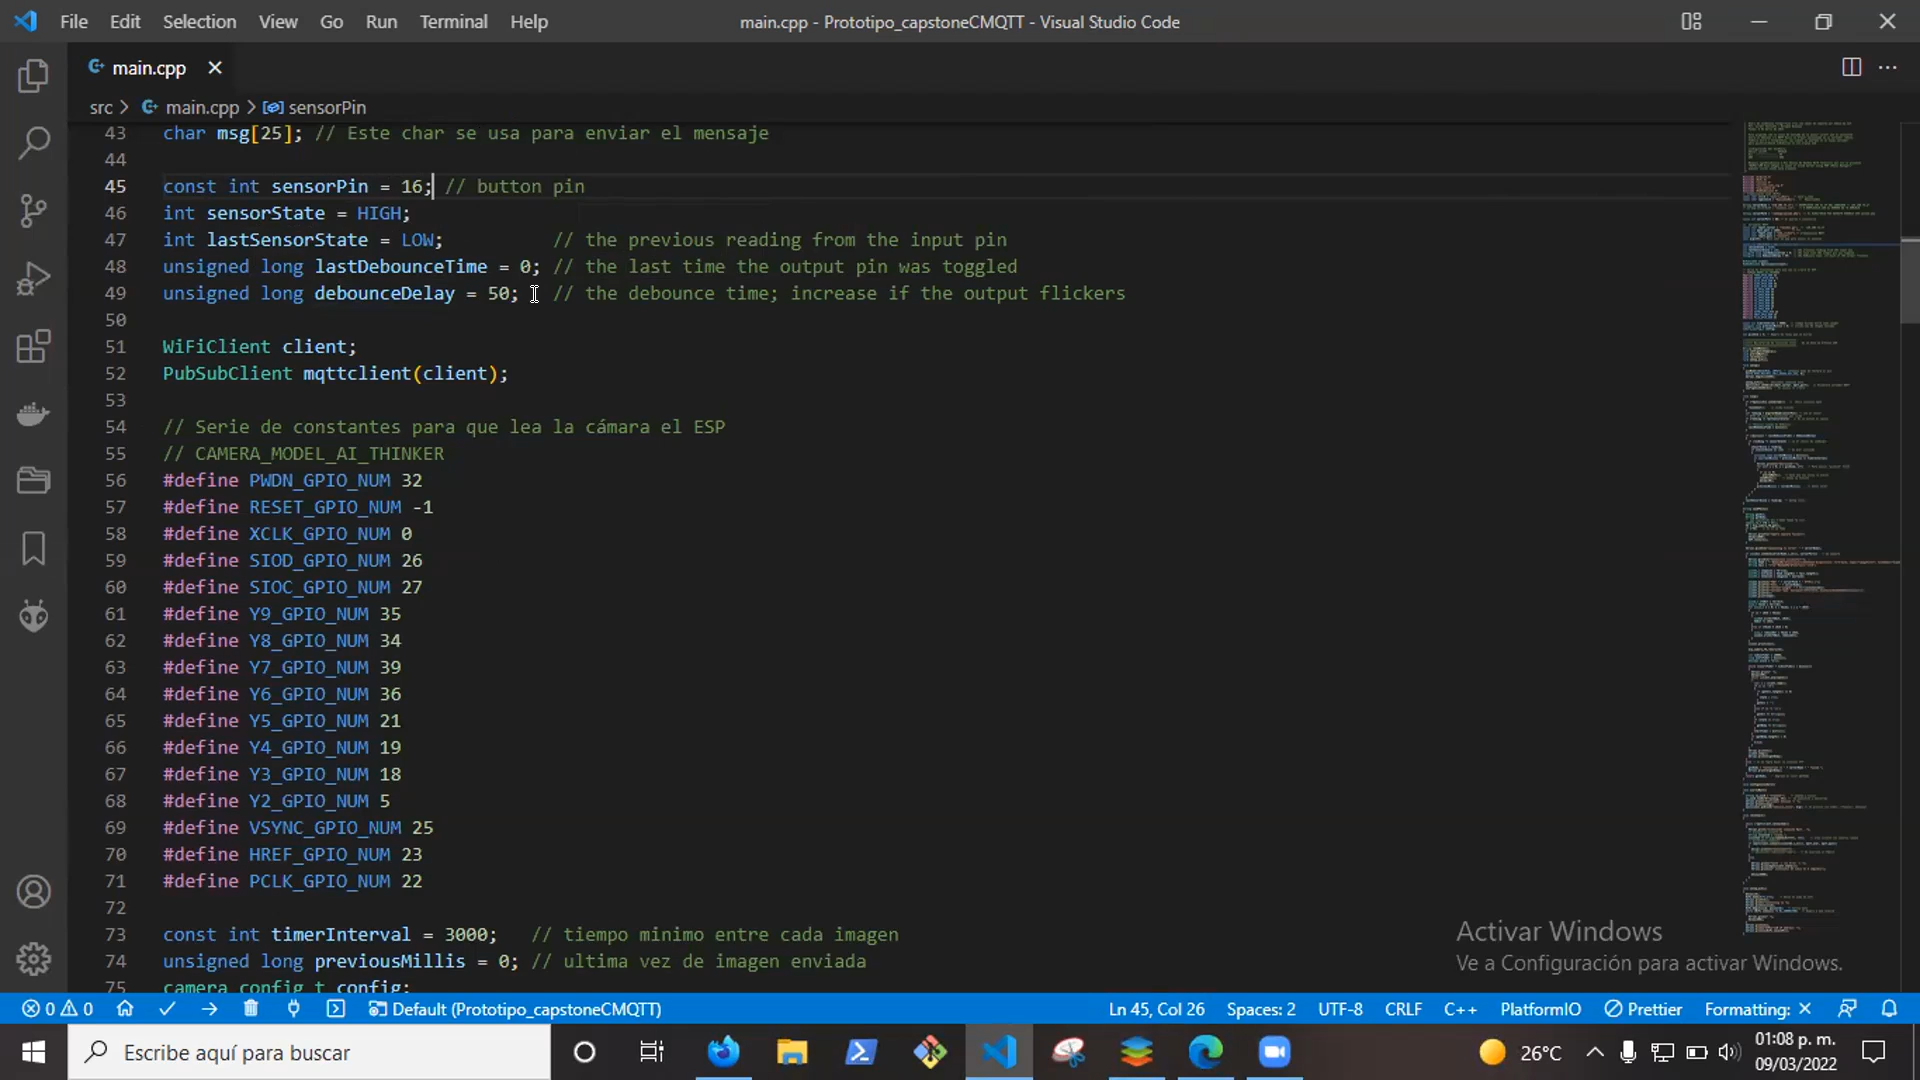 File Edit Selection View Go Run Terminal Help main.cpp - Prototipo_capstoneCMQTT - Visual Studio Code
main.cpp
src > main.cpp > sensorPin
43 char msg[25]; // Este char se usa para enviar el mensaje
44
45 const int sensorPin = 16; // button pin
46 int sensorState = HIGH;
47 int lastSensorState = LOW; // the previous reading from the input pin
48 unsigned long lastDebounceTime = 0; // the last time the output pin was toggled
49 unsigned long debounceDelay = 50; // the debounce time; increase if the output flickers
50
51 WiFiClient client;
52 PubSubClient mqttclient(client);
53
54 // Serie de constantes para que lea la cámara el ESP
55 // CAMERA_MODEL_AI_THINKER
56 #define PWDN_GPIO_NUM 32
57 #define RESET_GPIO_NUM -1
58 #define XCLK_GPIO_NUM 0
59 #define SIOD_GPIO_NUM 26
60 #define SIOC_GPIO_NUM 27
61 #define Y9_GPIO_NUM 35
62 #define Y8_GPIO_NUM 34
63 #define Y7_GPIO_NUM 39
64 #define Y6_GPIO_NUM 36
65 #define Y5_GPIO_NUM 21
66 #define Y4_GPIO_NUM 19
67 #define Y3_GPIO_NUM 18
68 #define Y2_GPIO_NUM 5
69 #define VSYNC_GPIO_NUM 25
70 #define HREF_GPIO_NUM 23
71 #define PCLK_GPIO_NUM 22
72
73 const int timerInterval = 3000; // tiempo minimo entre cada imagen
74 unsigned long previousMillis = 0; // ultima vez de imagen enviada
75 camera_config_t config;
Activar Windows
Ve a Configuración para activar Windows.
0 0 Default (Prototipo_capstoneCMQTT) Ln 45, Col 26 Spaces: 2 UTF-8 CRLF C++ PlatformIO Prettier Formatting: ×
Escribe aquí para buscar 26°C 01:08 p. m.
09/03/2022